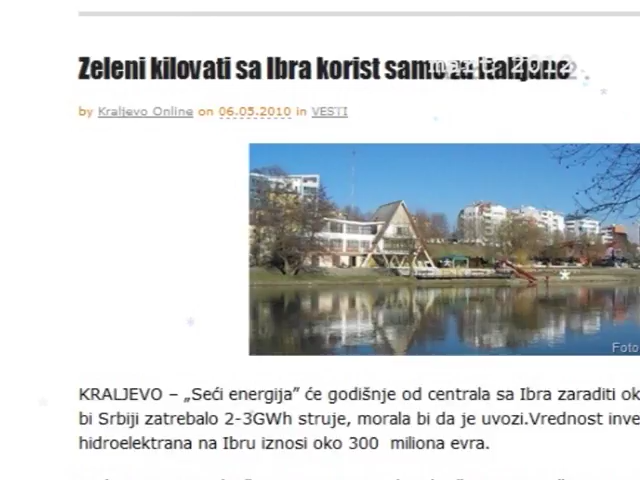 Zeleni kilovati sa Ibra korist samo za Italijane
by Kraljevo Online on 06.05.2010 in VESTI
Foto
KRALJEVO – „Seći energija” će godišnje od centrala sa Ibra zaraditi ok
bi Srbiji zatrebalo 2-3GWh struje, morala bi da je uvozi.Vrednost inve
hidroelektrana na Ibru iznosi oko 300 miliona evra.